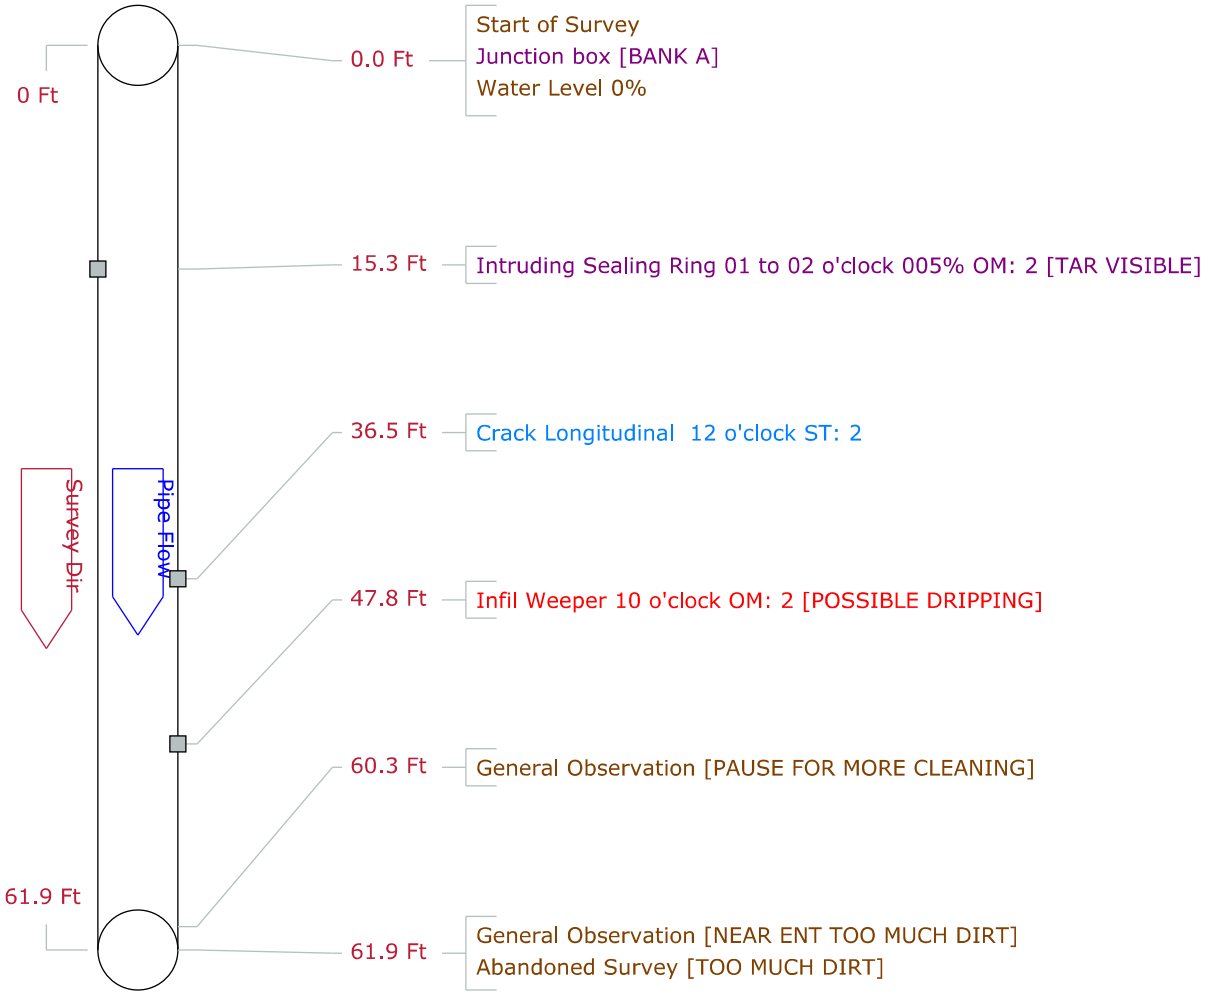 Start of Survey
0.0 Ft
Junction box [BANK A]
Water Level 0%
0 Ft
15.3 Ft
Intruding Sealing Ring 01 to 02 o'clock 005% OM: 2 [TAR VISIBLE]
36.5 Ft
Crack Longitudinal  12 o'clock ST: 2
Survey Dir
Pipe Flow
47.8 Ft
Infil Weeper 10 o'clock OM: 2 [POSSIBLE DRIPPING]
60.3 Ft
General Observation [PAUSE FOR MORE CLEANING]
61.9 Ft
61.9 Ft
General Observation [NEAR ENT TOO MUCH DIRT]
Abandoned Survey [TOO MUCH DIRT]